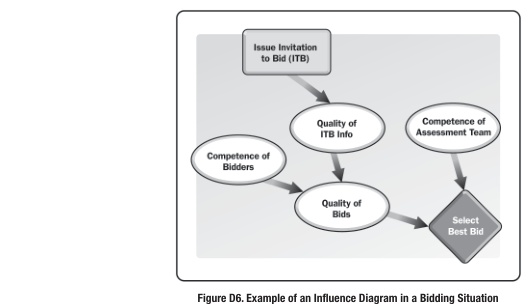 Issue Invitation
to Bid (ITB)
Quality of
ITB Info
Competence of
Assessment Team
Competence of
Bidders
Quality of
Bids
Select
Best Bid
Figure D6. Example of an Influence Diagram in a Bidding Situation